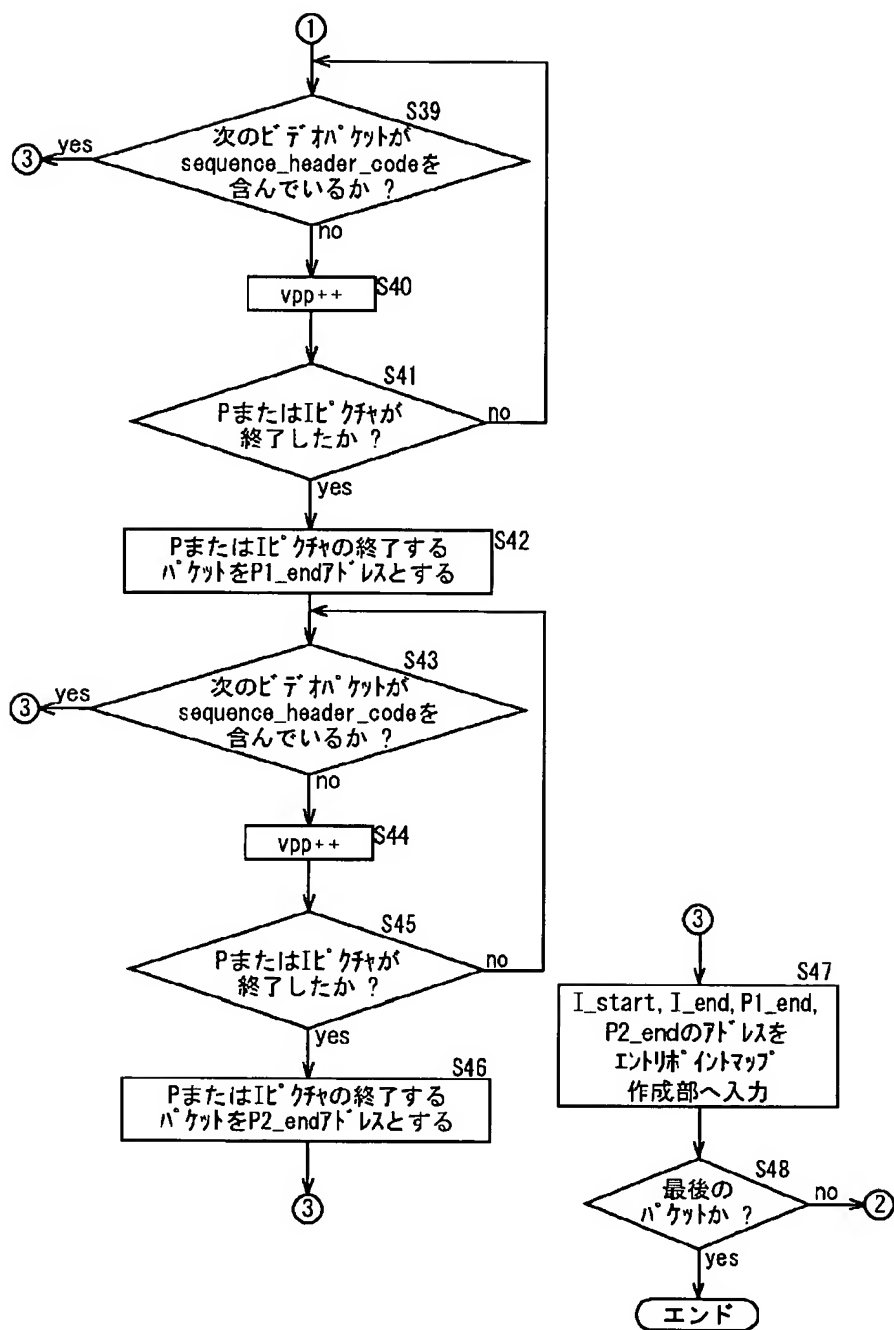 ①
S39
次のビデオパケットが
sequence_header_codeを
含んでいるか ?
yes
③
no
vpp++
S40
S41
PまたはIピクチャが
終了したか ?
no
yes
S42
PまたはIピクチャの終了する
パケットをP1_endアドレスとする
S43
次のビデオパケットが
sequence_header_codeを
含んでいるか ?
yes
③
no
vpp++
S44
S45
PまたはIピクチャが
終了したか ?
no
yes
S46
PまたはIピクチャの終了する
パケットをP2_endアドレスとする
③
③
S47
I_start, I_end, P1_end,
P2_endのアドレスを
エントリポイントマップ
作成部へ入力
S48
最後の
パケットか ?
no
②
yes
エンド